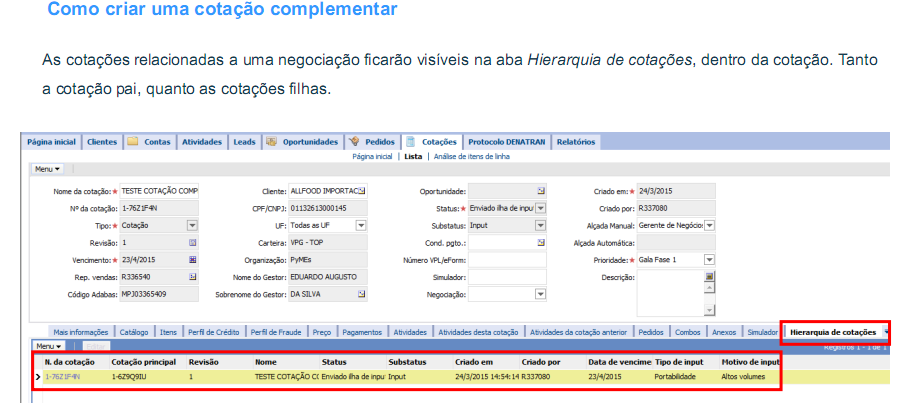 Como criar uma cotação complementar
As cotações relacionadas a uma negociação ficarão visíveis na aba Hierarquia de cotações, dentro da cotação. Tanto
a cotação pai, quanto as cotações filhas.
Página inicial Clientes Contas Atividades Leads Oportunidades Pedidos Cotações Protocolo DENATRAN Relatórios
Página inicial | Lista | Análise de itens de linha
Menu
Nome da cotação: TESTE COTAÇÃO COMP Cliente: ALLFOOD IMPORTAC Oportunidade: Criado em: 24/3/2015
Nº da cotação: 1-76Z1F4N CPF/CNPJ: 01132613000145 Status: Enviado ilha de inpu Criado por: R337080
Tipo: Cotação UF: Todas as UF Substatus: Input Alçada Manual: Gerente de Negócio
Revisão: 1 Carteira: VPG - TOP Cond. pgto.: Alçada Automática:
Vencimento: 23/4/2015 Organização: PyMEs Número VPL/eForm: Prioridade: Gala Fase 1
Rep. vendas: R336540 Nome do Gestor: EDUARDO AUGUSTO Simulador: Descrição:
Código Adabas: MPJ03365409 Sobrenome do Gestor: DA SILVA Negociação:
Mais informações Catálogo Itens Perfil de Crédito Perfil de Fraude Preço Pagamentos Atividades Atividades desta cotação Atividades da cotação anterior Pedidos Combos Anexos Simulador Hierarquia de cotações
Menu Editar
N. da cotação Cotação principal Revisão Nome Status Substatus Criado em Criado por Data de vencime Tipo de input Motivo de input
1-76Z1F4N 1-6Z9Q9IU 1 TESTE COTAÇÃO CO Enviado ilha de inpu Input 24/3/2015 14:54:14 R337080 23/4/2015 Portabilidade Altos volumes